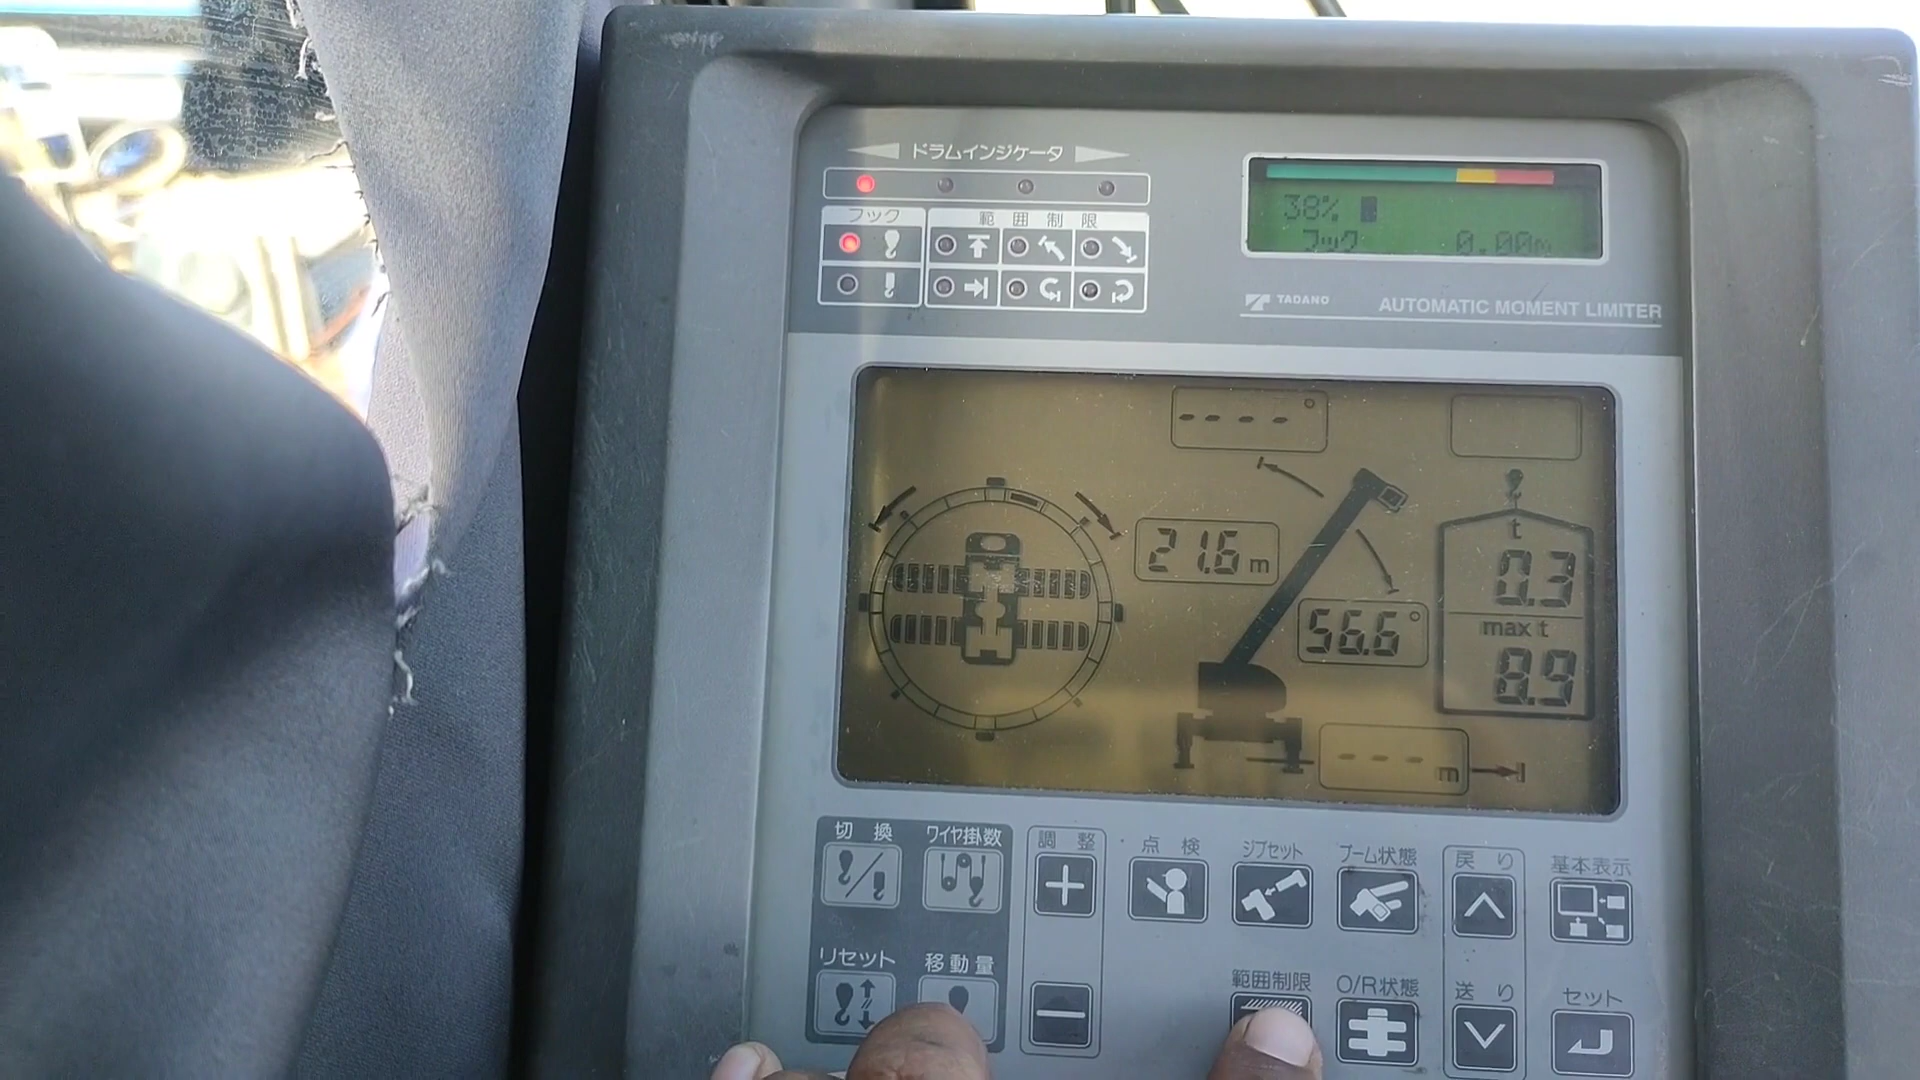 ドラムインジケータ
フック
範囲制限
38%
フック 0.00m
TADANO
AUTOMATIC MOMENT LIMITER
- - - - °
21.6 m
56.6°
t
0.3
max t
8.9
- - - m
切換
ワイヤ掛数
調整
点検
ジブセット
ブーム状態
戻り
基本表示
リセット
移動量
範囲制限
O/R状態
送り
セット